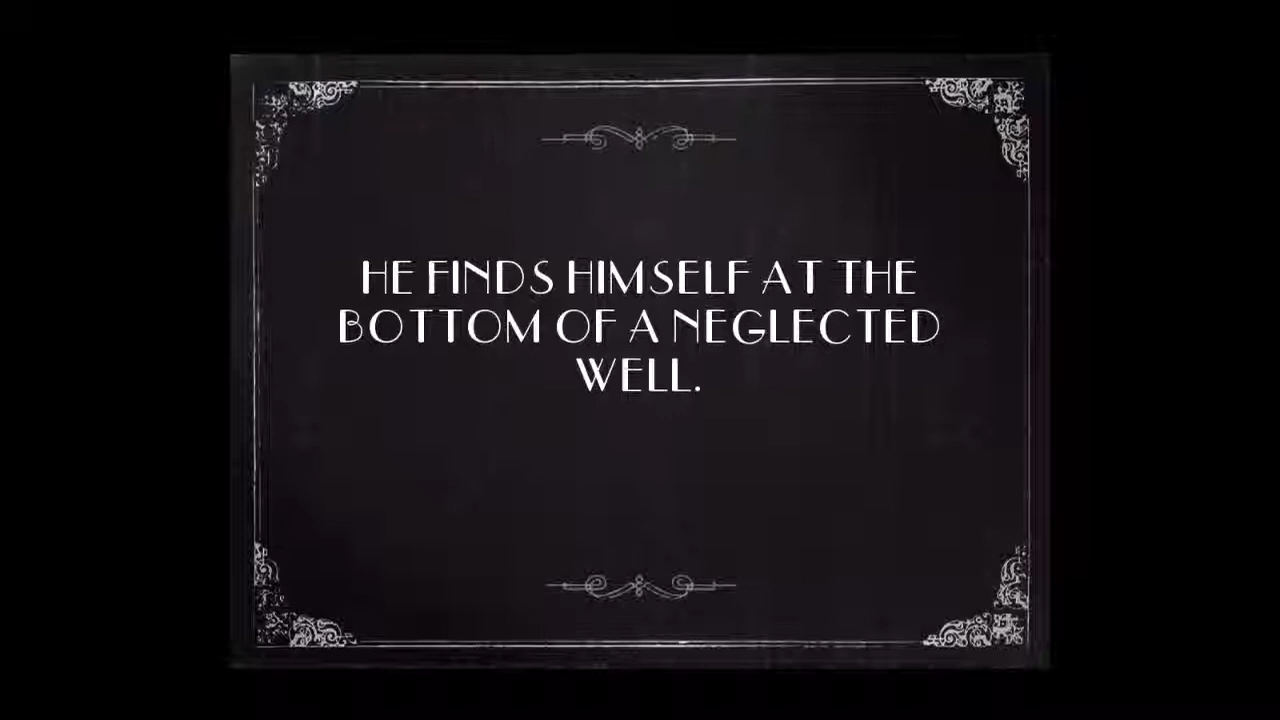 HE FINDS HIMSELF AT THE
BOTTOM OF A NEGLECTED
WELL.